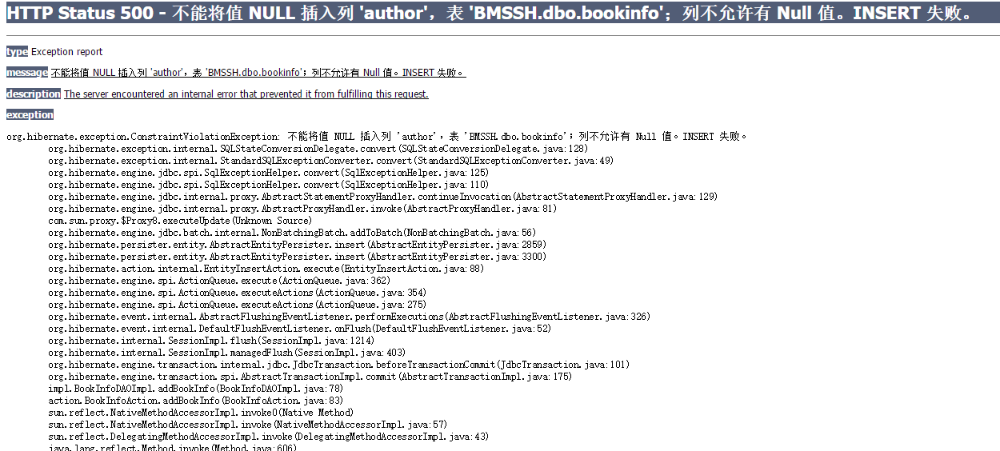 HTTP Status 500 - 不能将值 NULL 插入列 'author'，表 'BMSSH.dbo.bookinfo'；列不允许有 Null 值。INSERT 失败。
type Exception report
message 不能将值 NULL 插入列 'author'，表 'BMSSH.dbo.bookinfo'；列不允许有 Null 值。INSERT 失败。
description The server encountered an internal error that prevented it from fulfilling this request.
exception
org.hibernate.exception.ConstraintViolationException: 不能将值 NULL 插入列 'author'，表 'BMSSH.dbo.bookinfo'；列不允许有 Null 值。INSERT 失败。
org.hibernate.exception.internal.SQLStateConversionDelegate.convert(SQLStateConversionDelegate.java:128)
org.hibernate.exception.internal.StandardSQLExceptionConverter.convert(StandardSQLExceptionConverter.java:49)
org.hibernate.engine.jdbc.spi.SqlExceptionHelper.convert(SqlExceptionHelper.java:125)
org.hibernate.engine.jdbc.spi.SqlExceptionHelper.convert(SqlExceptionHelper.java:110)
org.hibernate.engine.jdbc.internal.proxy.AbstractStatementProxyHandler.continueInvocation(AbstractStatementProxyHandler.java:129)
org.hibernate.engine.jdbc.internal.proxy.AbstractProxyHandler.invoke(AbstractProxyHandler.java:81)
com.sun.proxy.$Proxy8.executeUpdate(Unknown Source)
org.hibernate.engine.jdbc.batch.internal.NonBatchingBatch.addToBatch(NonBatchingBatch.java:56)
org.hibernate.persister.entity.AbstractEntityPersister.insert(AbstractEntityPersister.java:2859)
org.hibernate.persister.entity.AbstractEntityPersister.insert(AbstractEntityPersister.java:3300)
org.hibernate.action.internal.EntityInsertAction.execute(EntityInsertAction.java:88)
org.hibernate.engine.spi.ActionQueue.execute(ActionQueue.java:362)
org.hibernate.engine.spi.ActionQueue.executeActions(ActionQueue.java:354)
org.hibernate.engine.spi.ActionQueue.executeActions(ActionQueue.java:275)
org.hibernate.event.internal.AbstractFlushingEventListener.performExecutions(AbstractFlushingEventListener.java:326)
org.hibernate.event.internal.DefaultFlushEventListener.onFlush(DefaultFlushEventListener.java:52)
org.hibernate.internal.SessionImpl.flush(SessionImpl.java:1214)
org.hibernate.internal.SessionImpl.managedFlush(SessionImpl.java:403)
org.hibernate.engine.transaction.internal.jdbc.JdbcTransaction.beforeTransactionCommit(JdbcTransaction.java:101)
org.hibernate.engine.transaction.spi.AbstractTransactionImpl.commit(AbstractTransactionImpl.java:175)
impl.BookInfoDAOImpl.addBookInfo(BookInfoDAOImpl.java:78)
action.BookInfoAction.addBookInfo(BookInfoAction.java:83)
sun.reflect.NativeMethodAccessorImpl.invoke0(Native Method)
sun.reflect.NativeMethodAccessorImpl.invoke(NativeMethodAccessorImpl.java:57)
sun.reflect.DelegatingMethodAccessorImpl.invoke(DelegatingMethodAccessorImpl.java:43)
java.lang.reflect.Method.invoke(Method.java:606)